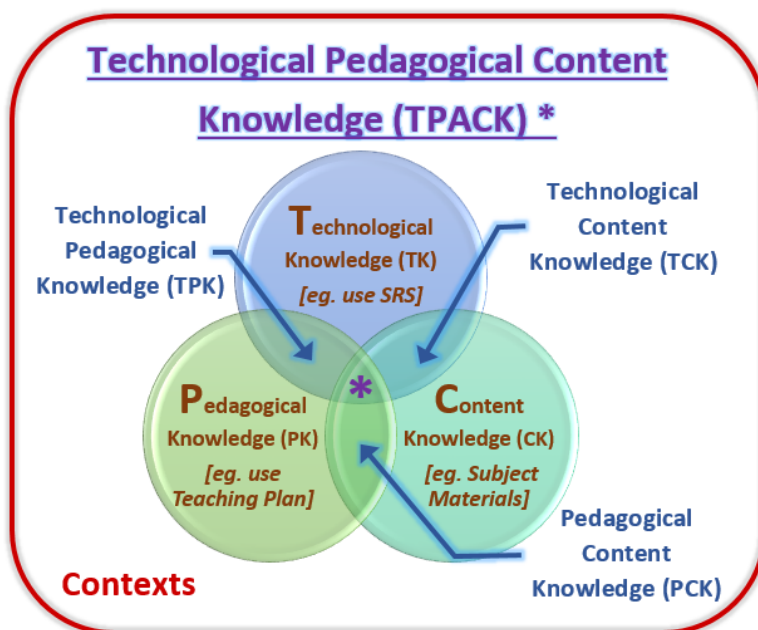 Technological Pedagogical Content
Knowledge (TPACK) *
Technological
Pedagogical
Knowledge (TPK)
Technological
Content
Knowledge (TCK)
Technological
Knowledge (TK)
[eg. use SRS]
*
Pedagogical
Knowledge (PK)
[eg. use
Teaching Plan]
Content
Knowledge (CK)
[eg. Subject
Materials]
Pedagogical
Content
Knowledge (PCK)
Contexts